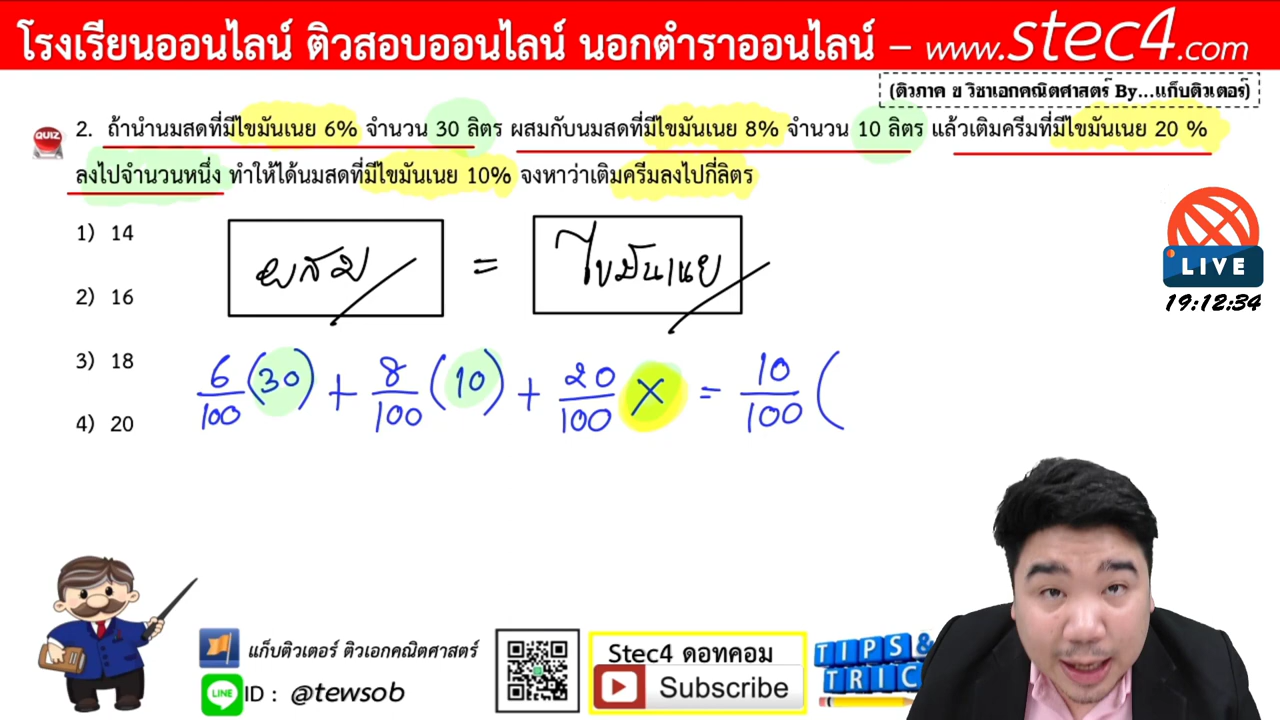 โรงเรียนออนไลน์ ติวสอบออนไลน์ นอกตำราออนไลน์ – www.stec4.com
(ติวภาค ข วิชาเอกคณิตศาสตร์ By...แก็บติวเตอร์)
QUIZ 2. ถ้านำนมสดที่มีไขมันเนย 6% จำนวน 30 ลิตร ผสมกับนมสดที่มีไขมันเนย 8% จำนวน 10 ลิตร แล้วเติมครีมที่มีไขมันเนย 20 %
ลงไปจำนวนหนึ่ง ทำให้ได้นมสดที่มีไขมันเนย 10% จงหาว่าเติมครีมลงไปกี่ลิตร
1) 14
ผสม = ไขมันเนย
LIVE
19:12:34
2) 16
3) 18
6/100 (30) + 8/100 (10) + 20/100 X = 10/100 (
4) 20
แก็บติวเตอร์ ติวเอกคณิตศาสตร์
LINE ID : @tewsob
Stec4 ดอทคอม
Subscribe
TIPS &
TRIC